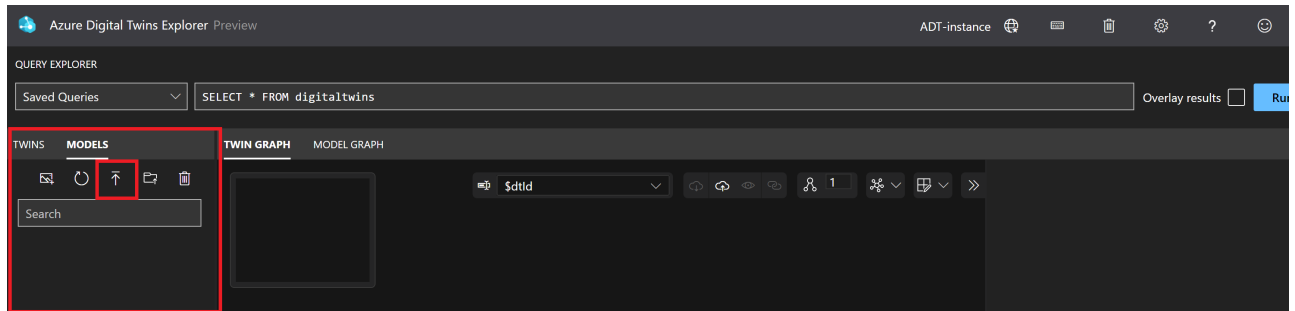 Azure Digital Twins Explorer Preview
ADT-instance
?
QUERY EXPLORER
Saved Queries
SELECT * FROM digitaltwins
Overlay results
Run
TWINS MODELS
TWIN GRAPH MODEL GRAPH
$dtId
1
Search